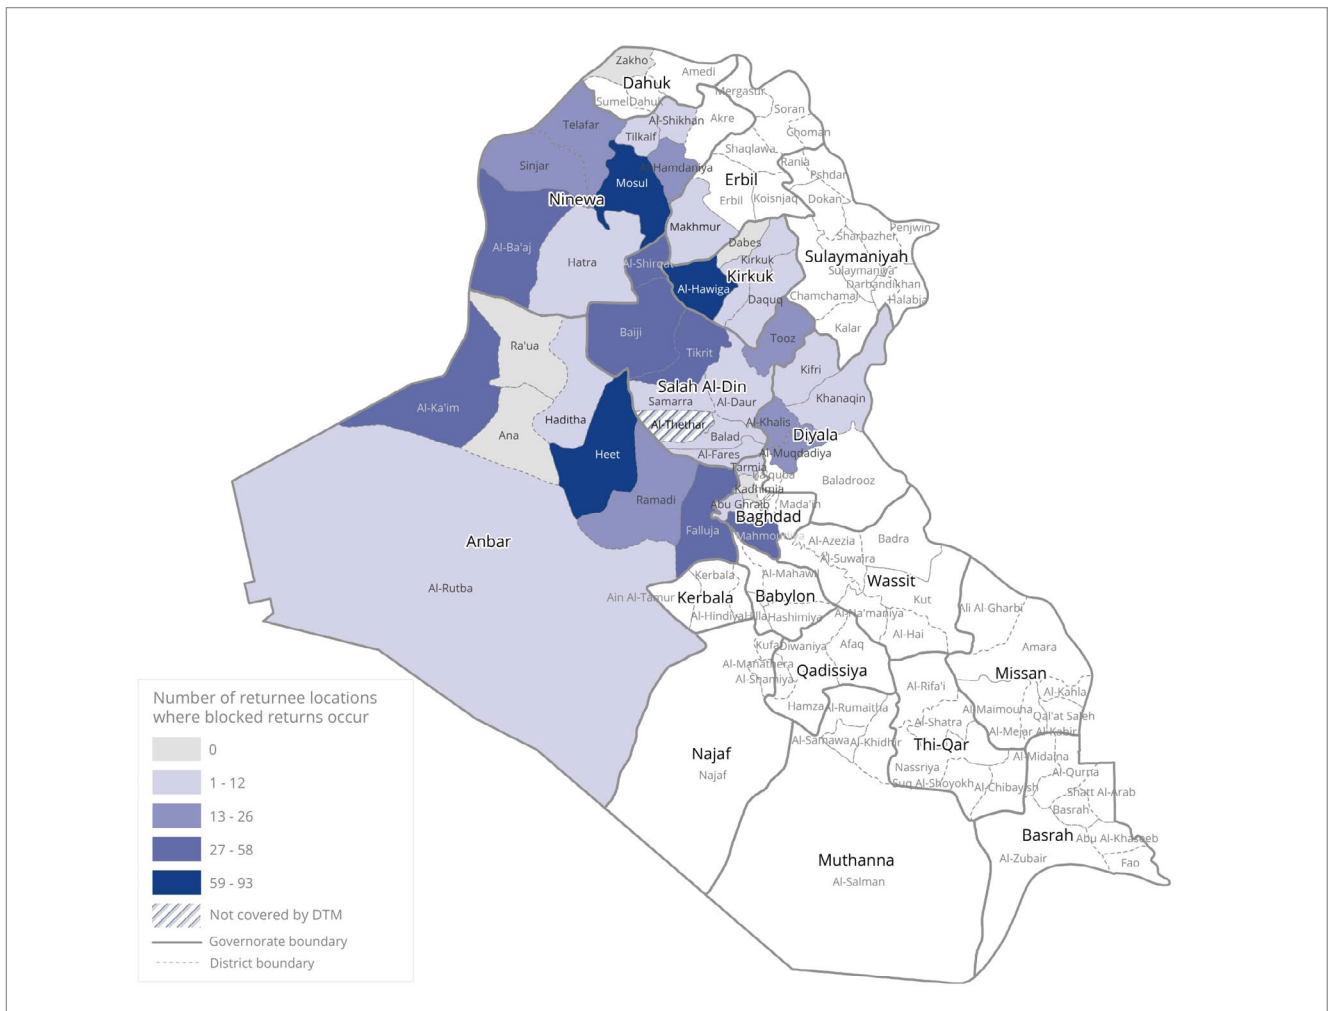 Zakho
Dahuk
Amedi
Sumel
Dahuk
Mergasur
Soran
Akre
Choman
Al-Shikhan
Telafar
Tilkaif
Shaqlawa
Rania
Pshdar
Sinjar
Al-Hamdaniya
Mosul
Erbil
Ninewa
Erbil
Koisnjaq
Dokan
Makhmur
Penjwin
Sharbazher
Dabes
Al-Ba'aj
Sulaymaniyah
Hatra
Al-Shirqat
Kirkuk
Kirkuk
Sulaymaniya
Darbandikhan
Al-Hawiga
Daquq
Chamchamal
Halabja
Kalar
Baiji
Tooz
Ra'ua
Tikrit
Kifri
Salah Al-Din
Khanaqin
Samarra
Al-Daur
Al-Ka'im
Haditha
Al-Thethar
Al-Khalis
Ana
Balad
Diyala
Heet
Al-Fares
Al-Muqdadiya
Tarmia
Baladrooz
Kadhimia
Ramadi
Abu Ghraib
Mada'in
Baghdad
Falluja
Anbar
Al-Azezia
Badra
Al-Suwaira
Al-Rutba
Kerbala
Al-Mahawil
Wassit
Ain Al-Tamur
Kerbala
Babylon
Kut
Ali Al-Gharbi
Al-Hindiya
Hilla
Hashimiya
Al-Na'maniya
Al-Hai
Kufa
Diwaniya
Afaq
Amara
Al-Manathera
Qadissiya
Missan
Al-Shamiya
Al-Rifa'i
Al-Kahla
Hamza
Al-Rumaitha
Al-Maimouna
Qal'at Saleh
Al-Shatra
Al-Mejar Al-Kabir
Al-Samawa
Al-Khidhir
Thi-Qar
Najaf
Al-Midaina
Najaf
Nassriya
Al-Qurna
Suq Al-Shoyokh
Al-Chibayish
Shatt Al-Arab
Basrah
Basrah
Abu Al-Khaseeb
Muthanna
Al-Zubair
Fao
Al-Salman
Number of returnee locations
where blocked returns occur
0
1 - 12
13 - 26
27 - 58
59 - 93
Not covered by DTM
Governorate boundary
District boundary